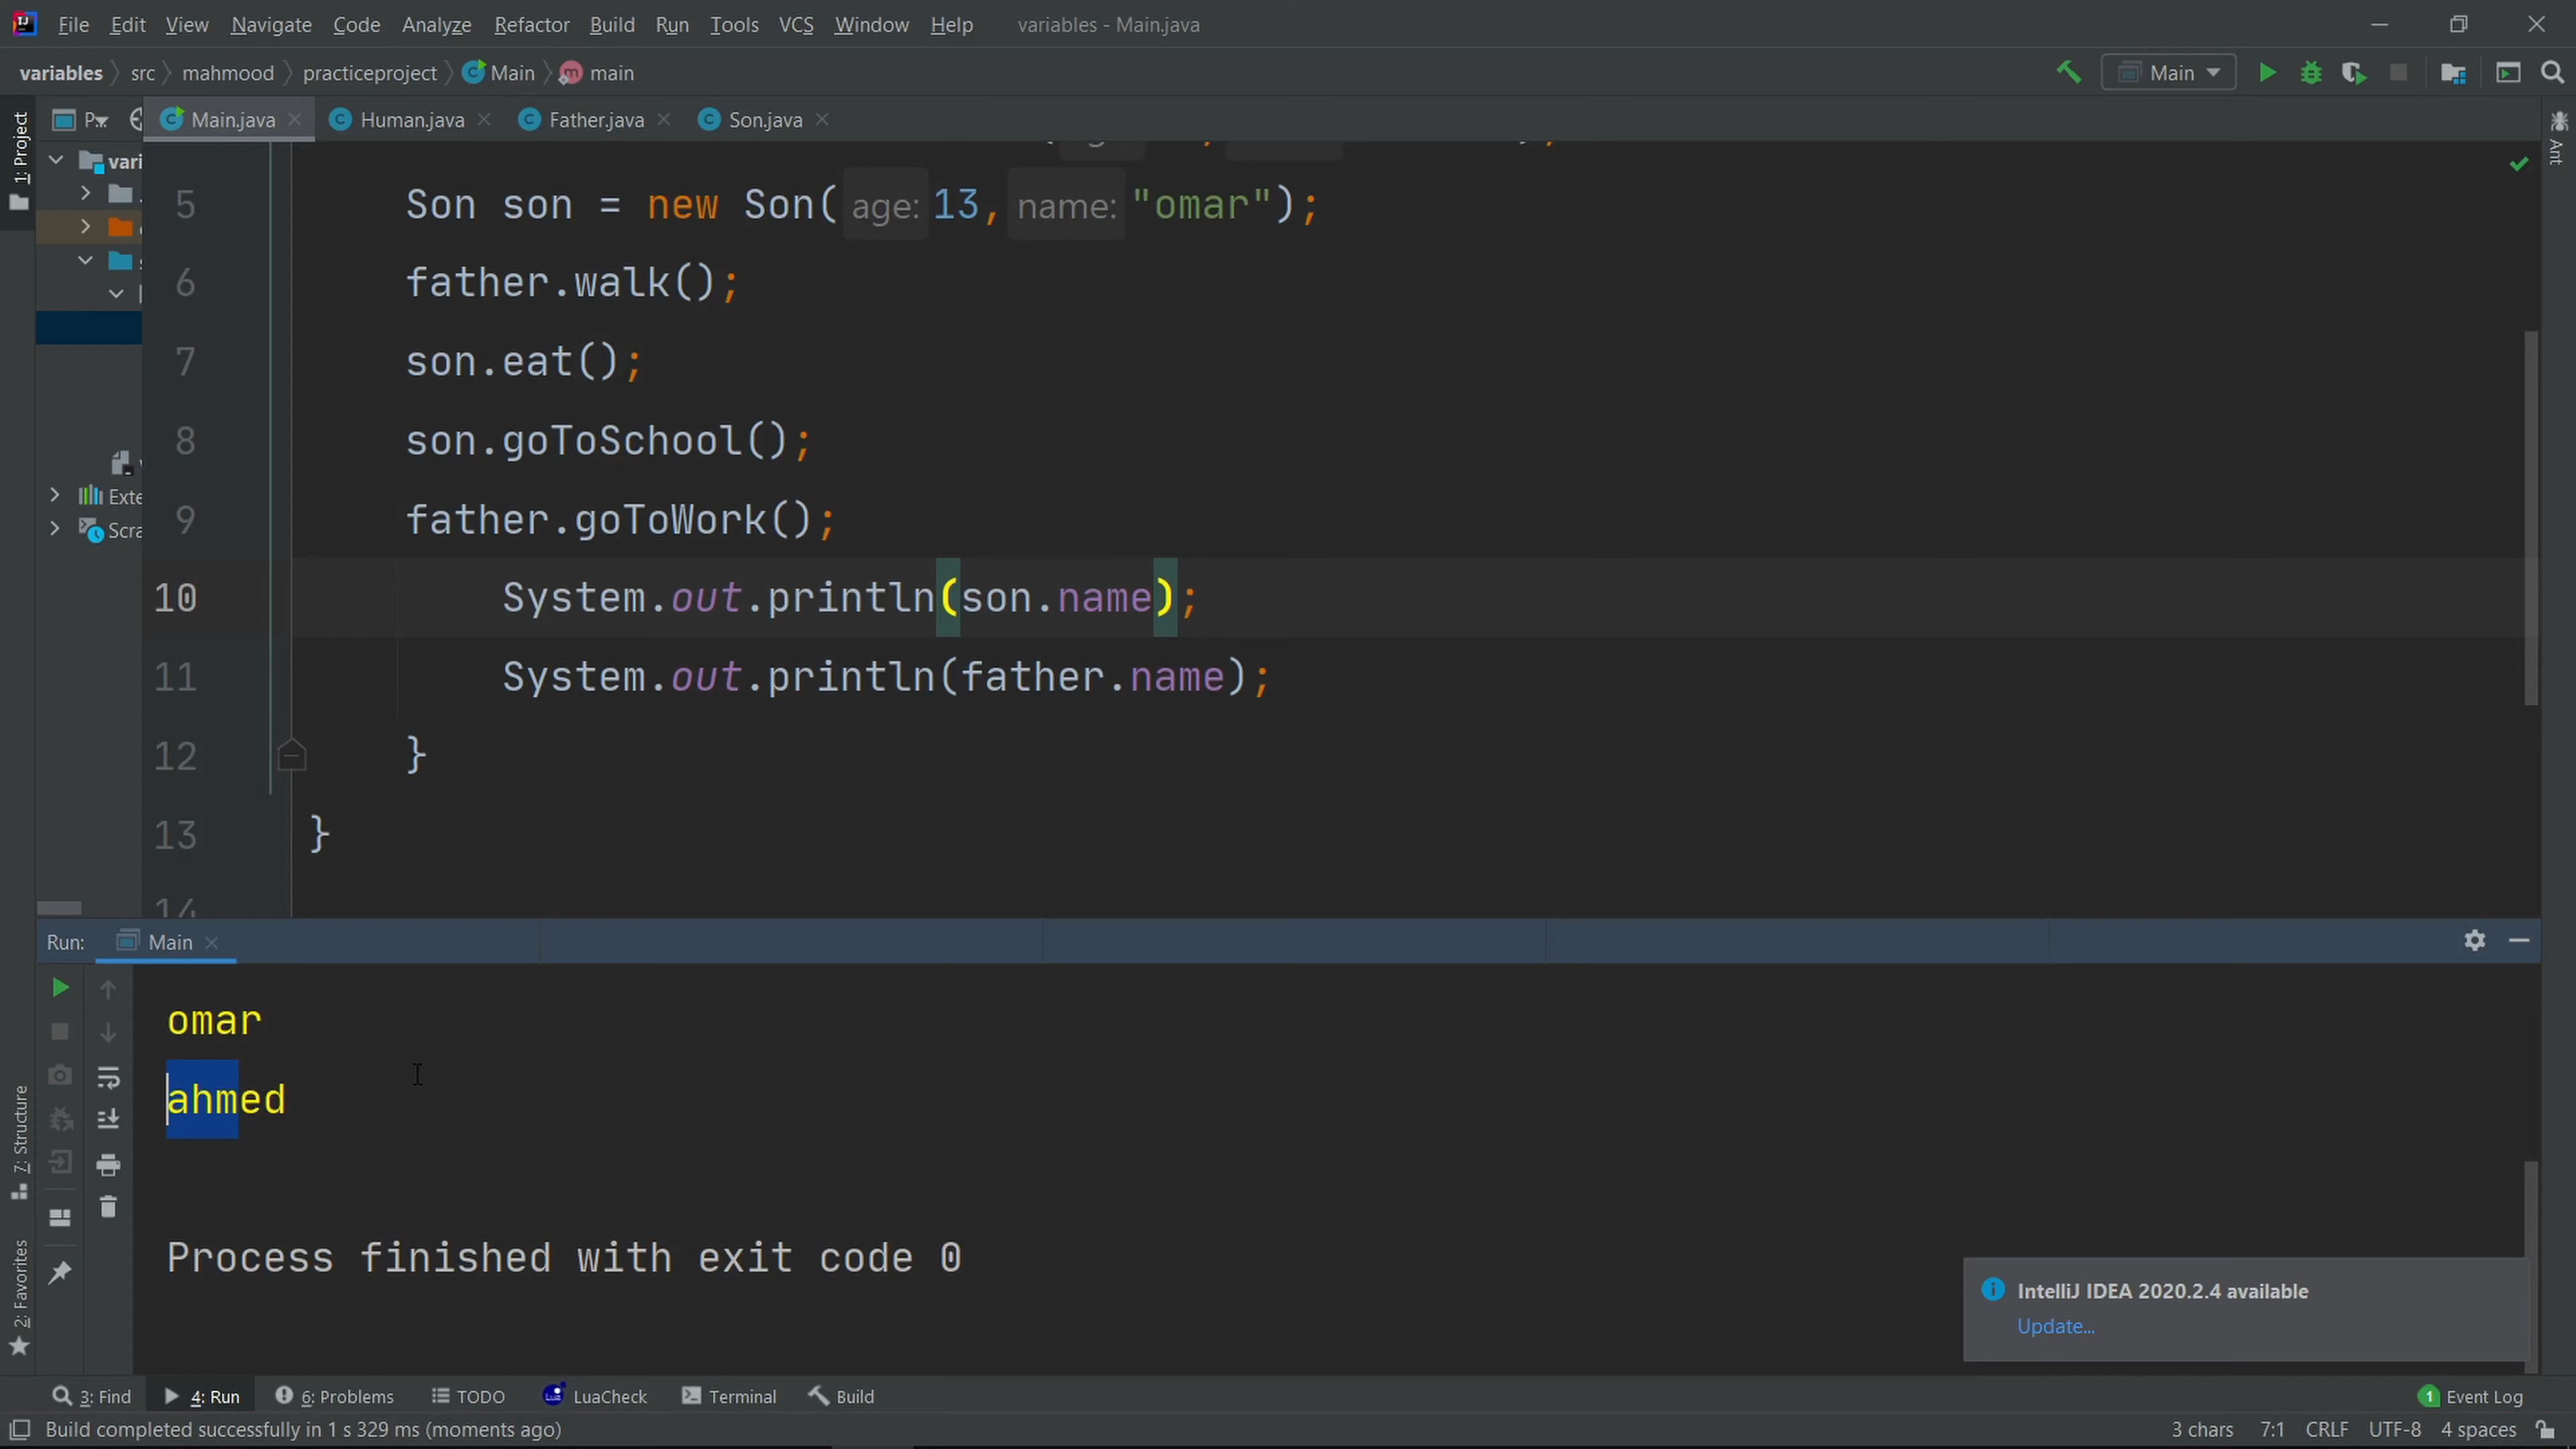 File Edit View Navigate Code Analyze Refactor Build Run Tools VCS Window Help variables - Main.java
variables src mahmood practiceproject Main main Main
1: Project P... Main.java Human.java Father.java Son.java Ant
vari
5 Son son = new Son( age: 13, name: "omar");
6 father.walk();
7 son.eat();
8 son.goToSchool();
9 father.goToWork();
10 System.out.println(son.name);
11 System.out.println(father.name);
12 }
13 }
14
Exte
Scra
Run: Main
omar
ahmed
Process finished with exit code 0
7: Structure
2: Favorites
IntelliJ IDEA 2020.2.4 available
Update...
3: Find 4: Run 6: Problems TODO LuaCheck Terminal Build 1 Event Log
Build completed successfully in 1 s 329 ms (moments ago) 3 chars 7:1 CRLF UTF-8 4 spaces